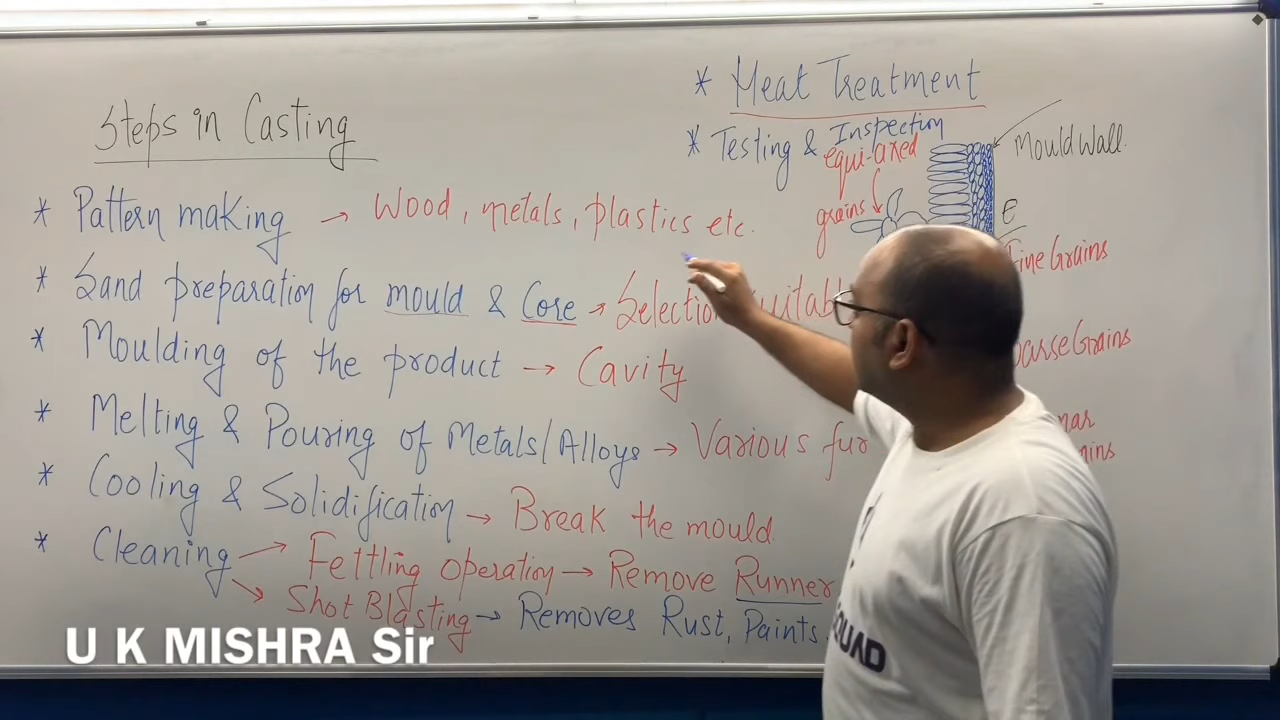 Steps in Casting
* Pattern making → Wood, metals, plastics etc.
* Sand preparation for mould & Core → Selection
* Moulding of the product → Cavity
* Melting & Pouring of Metals/Alloys → Various
* Cooling & Solidification → Break the mould
* Cleaning → Fettling operation → Remove Runner
→ Shot Blasting → Removes Rust, Paints
* Heat Treatment
* Testing & Inspection
equi-axed
grains
Mould Wall.
Fine Grains
Grains
U K MISHRA Sir